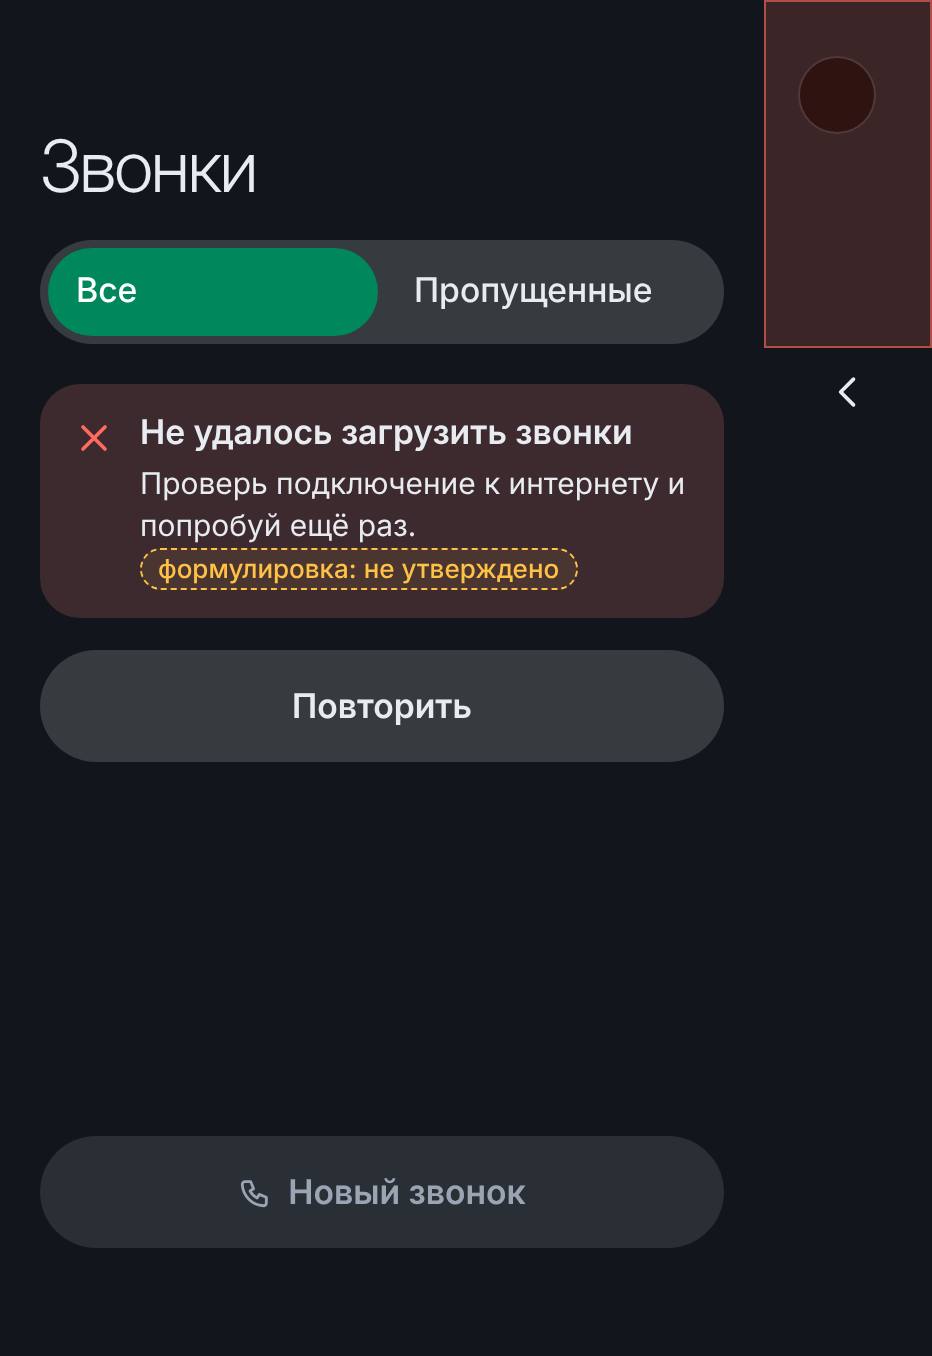 Звонки
Все
Пропущенные
Не удалось загрузить звонки
Проверь подключение к интернету и
попробуй ещё раз.
формулировка: не утверждено
Повторить
Новый звонок